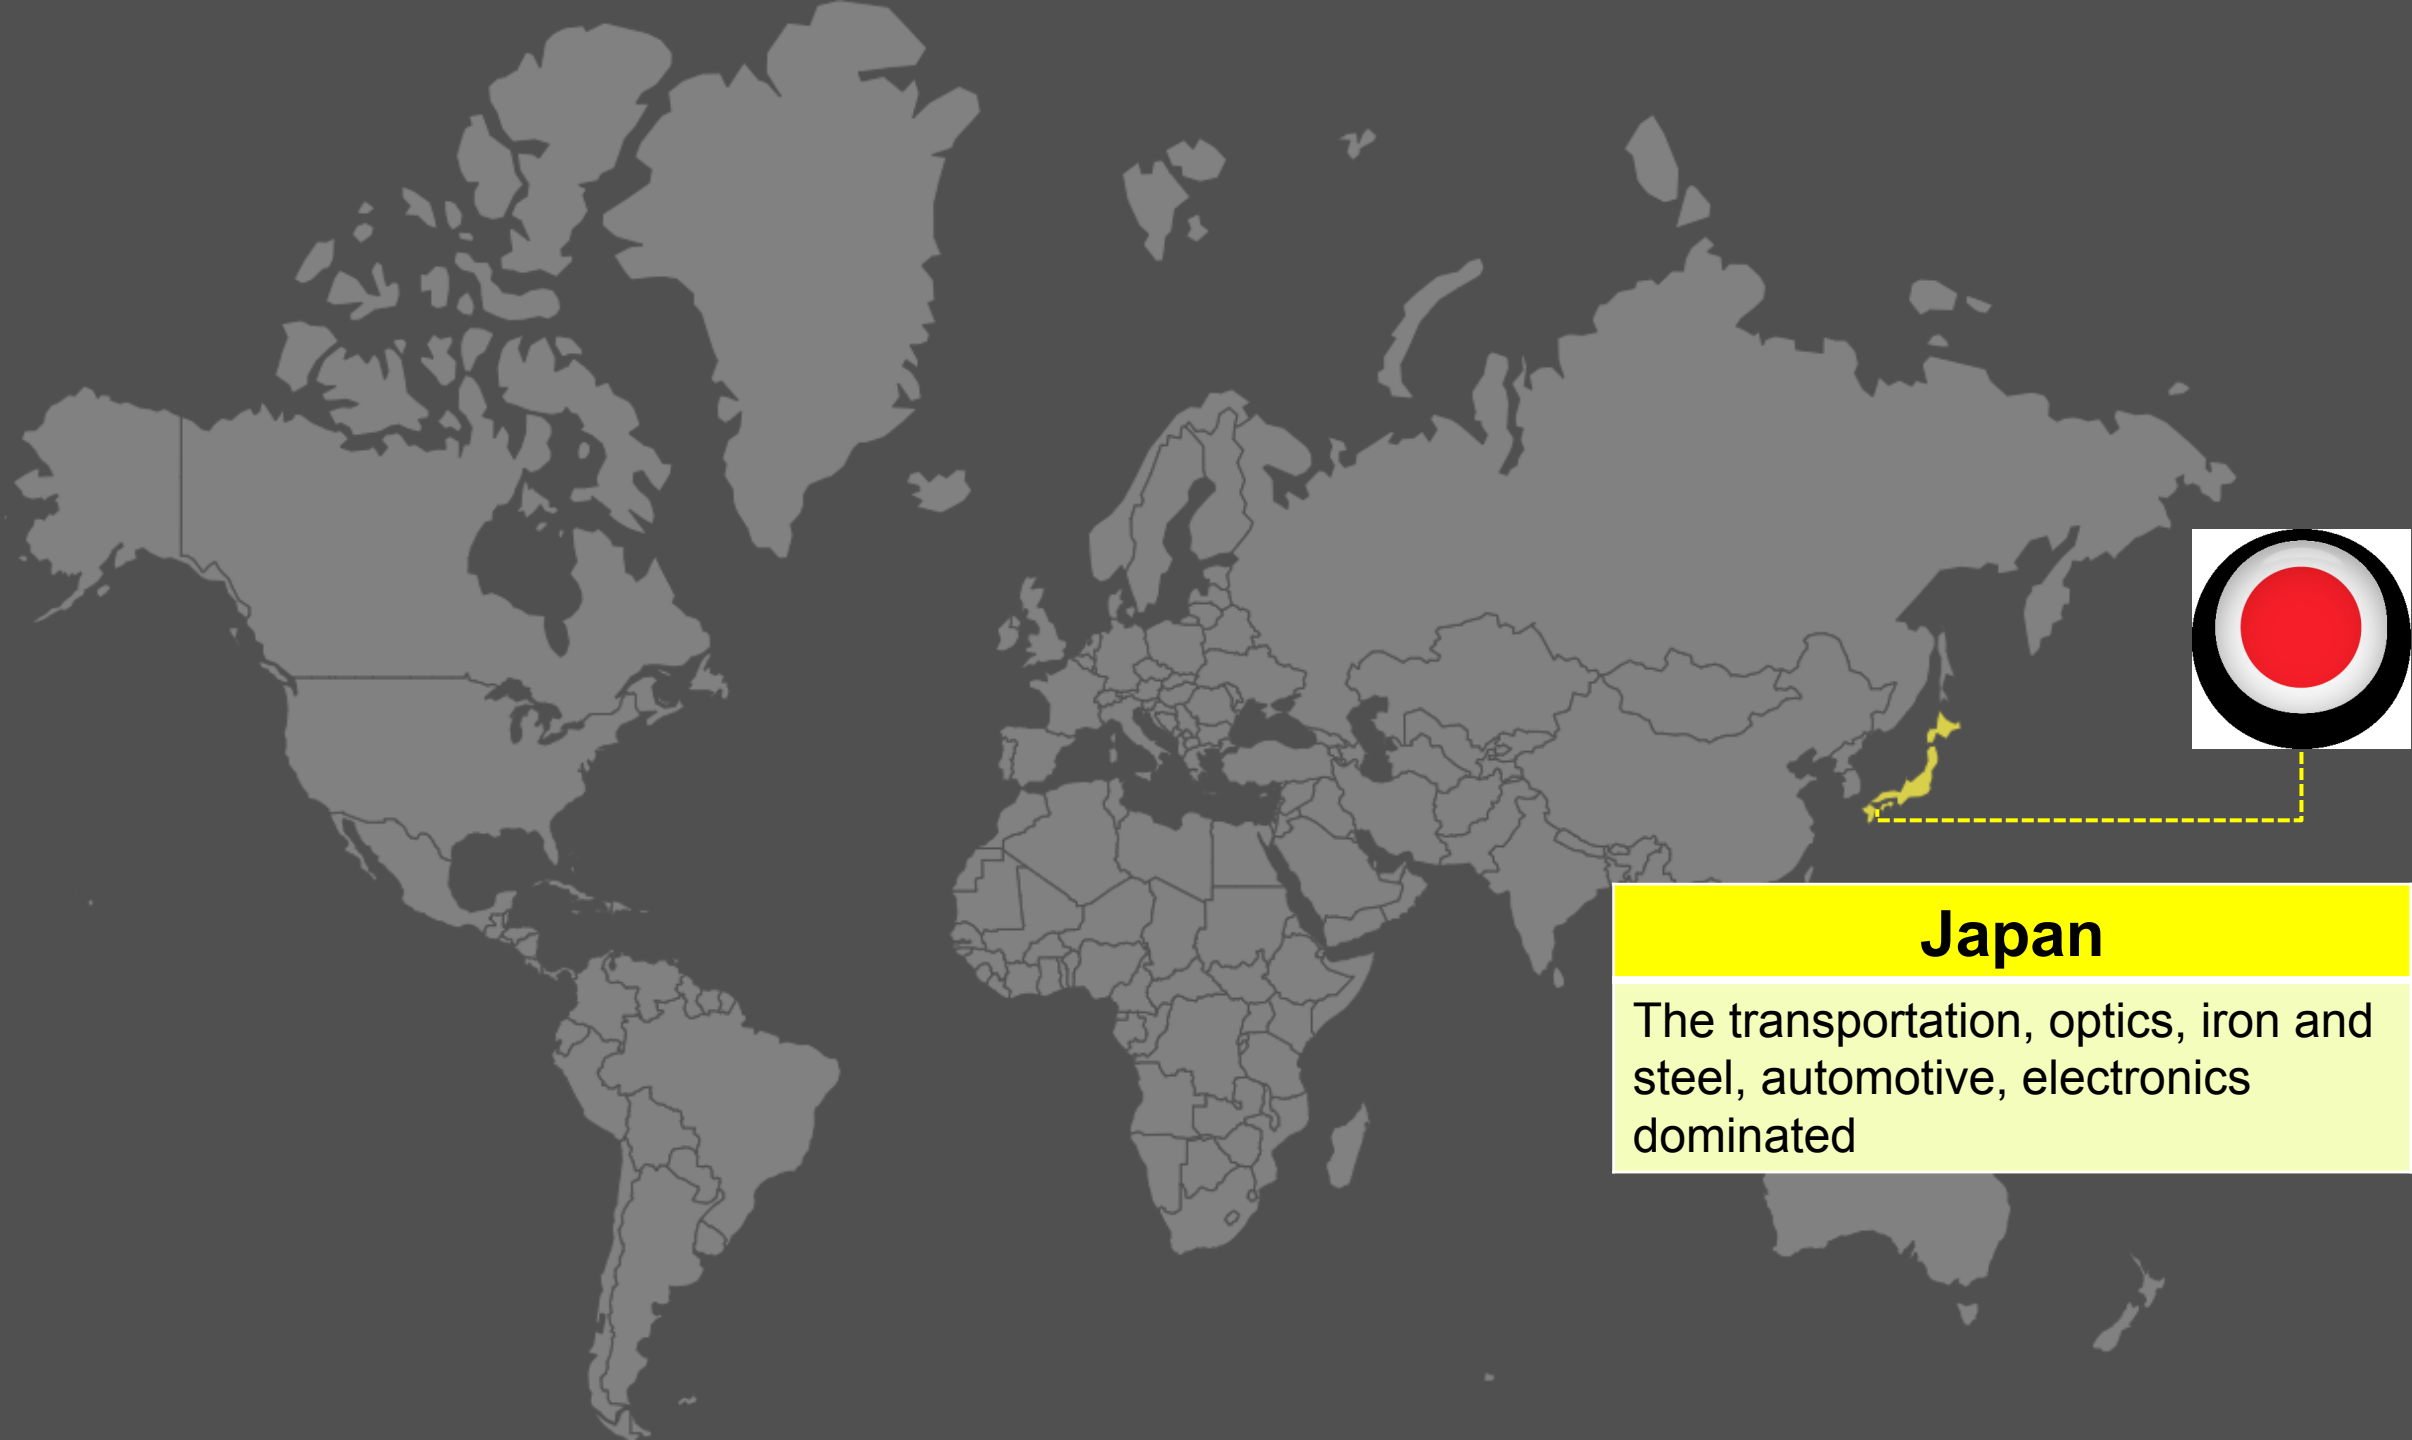 Japan
The transportation, optics, iron and
steel, automotive, electronics
dominated